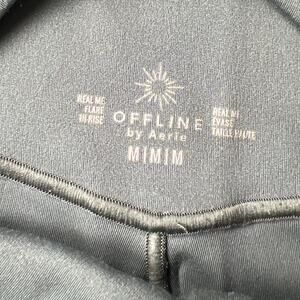 REAL ME
FLARE
HI RISE
OFFLINE
by Aerie
M|M|M
REAL ME
ÉVASÉ
TAILLE HAUTE